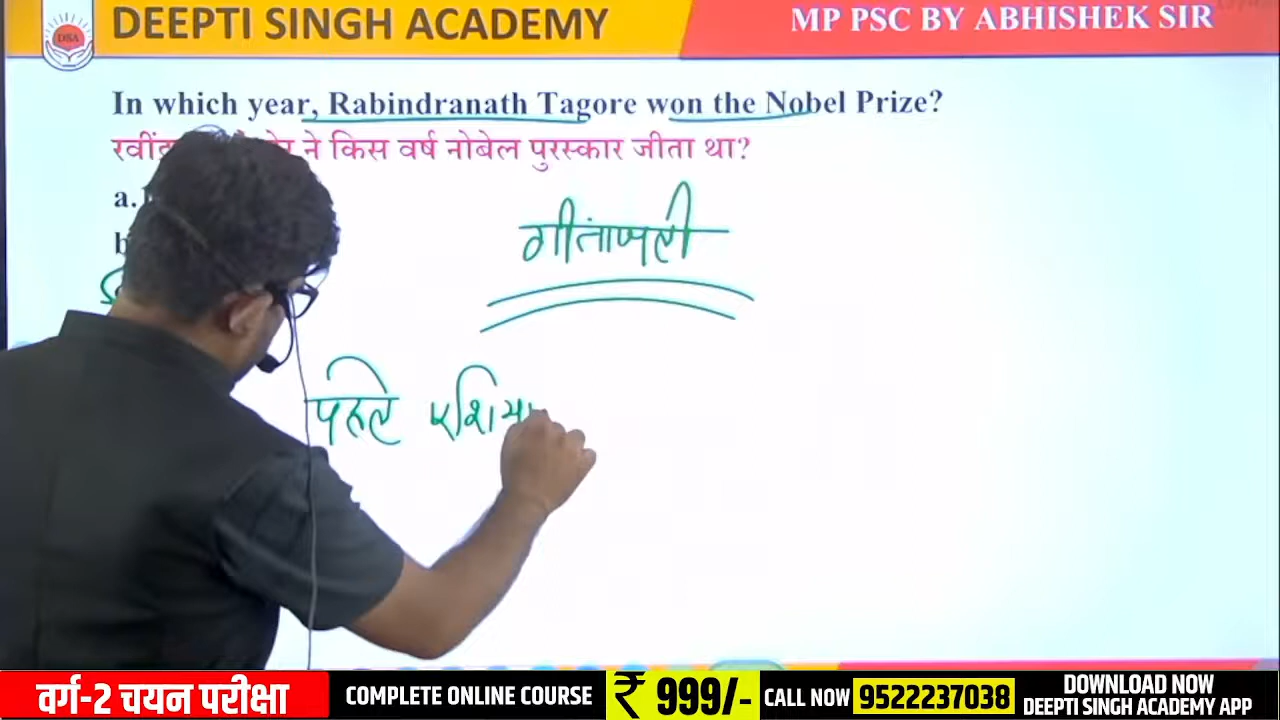 DEEPTI SINGH ACADEMY
MP PSC BY ABHISHEK SIR
DSA
In which year, Rabindranath Tagore won the Nobel Prize?
ने किस वर्ष नोबेल पुरस्कार जीता था?
a.
b
गीतांजली
पहले एशिया
वर्ग-2 चयन परीक्षा
COMPLETE ONLINE COURSE
₹ 999/-
CALL NOW 9522237038
DOWNLOAD NOW
DEEPTI SINGH ACADEMY APP